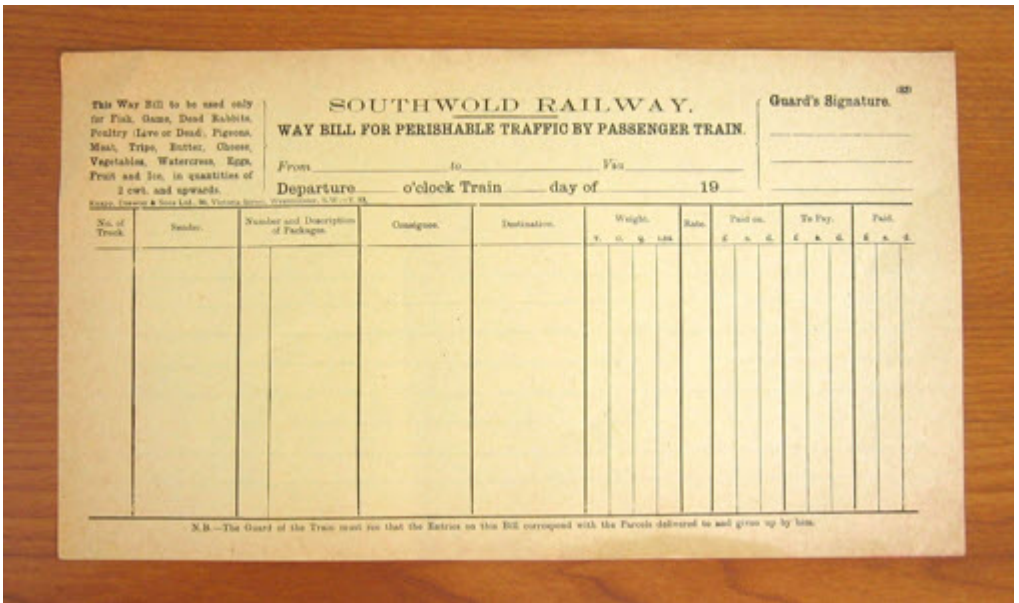 This Way Bill to be used only
for Fish, Game, Dead Rabbits,
Poultry (Live or Dead), Pigeons,
Meat, Tripe, Butter, Cheese,
Vegetables, Watercress, Eggs,
Fruit and Ice, in quantities of
2 cwt. and upwards.
SOUTHWOLD RAILWAY.
WAY BILL FOR PERISHABLE TRAFFIC BY PASSENGER TRAIN.
From to Via
Departure o'clock Train day of 19
Guard's Signature.
& Sons Ltd., Victoria Street, Westminster, S.W.
No. of Truck.
Sender.
Number and Description of Packages.
Consignee.
Destination.
Weight.
T. C. Q. Lbs.
Rate.
Paid on.
£ s. d.
To Pay.
£ s. d.
Paid.
£ s. d.
N.B.—The Guard of the Train must see that the Entries on this Bill correspond with the Parcels delivered to and given up by him.